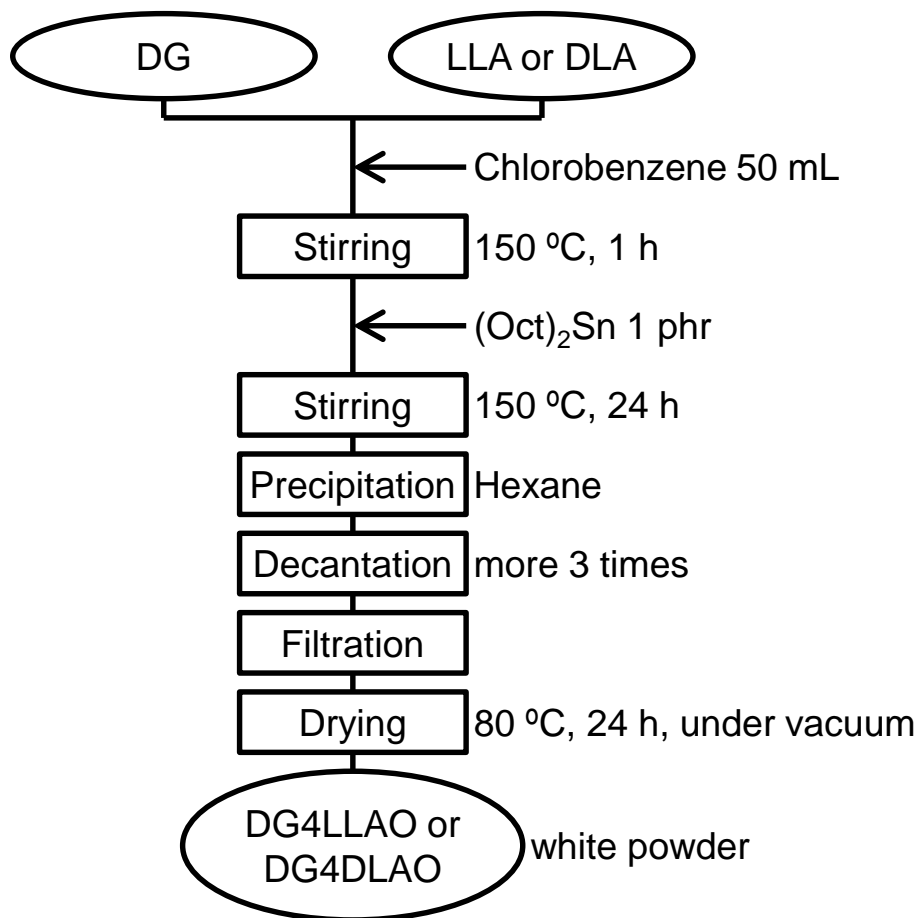 DG
LLA or DLA
Chlorobenzene 50 mL
Stirring
150 ºC, 1 h
(Oct)₂Sn 1 phr
Stirring
150 ºC, 24 h
Precipitation
Hexane
Decantation
more 3 times
Filtration
Drying
80 ºC, 24 h, under vacuum
DG4LLAO or
DG4DLAO
white powder